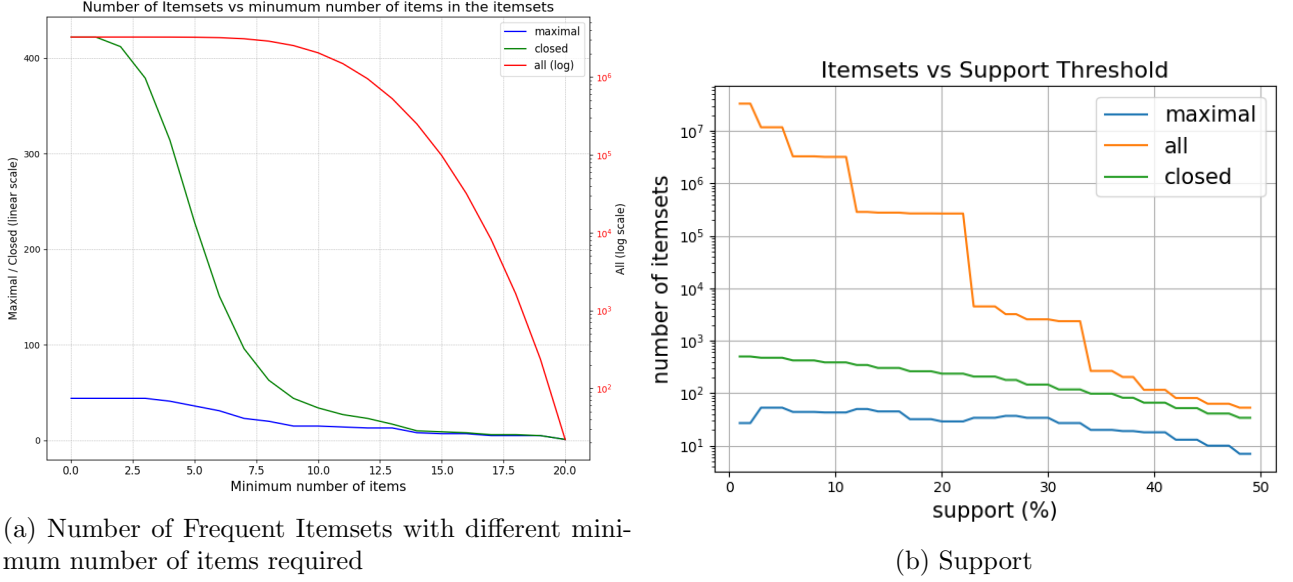 Number of Itemsets vs minumum number of items in the itemsets
maximal
closed
all (log)
400
300
200
100
0
Maximal / Closed (linear scale)
10^6
10^5
10^4
10^3
10^2
All (log scale)
0.0 2.5 5.0 7.5 10.0 12.5 15.0 17.5 20.0
Minimum number of items
(a) Number of Frequent Itemsets with different mini-
mum number of items required
Itemsets vs Support Threshold
maximal
all
closed
10^7
10^6
10^5
10^4
10^3
10^2
10^1
number of itemsets
0 10 20 30 40 50
support (%)
(b) Support